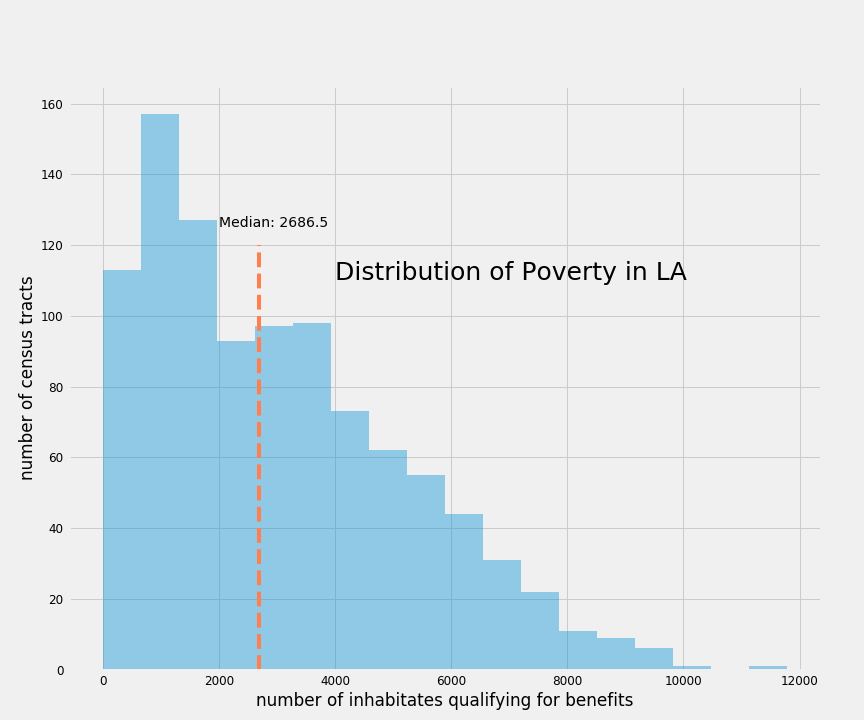 160
140
Median: 2686.5
120
Distribution of Poverty in LA
100
80
60
40
20
0
number of census tracts
0 2000 4000 6000 8000 10000 12000
number of inhabitates qualifying for benefits